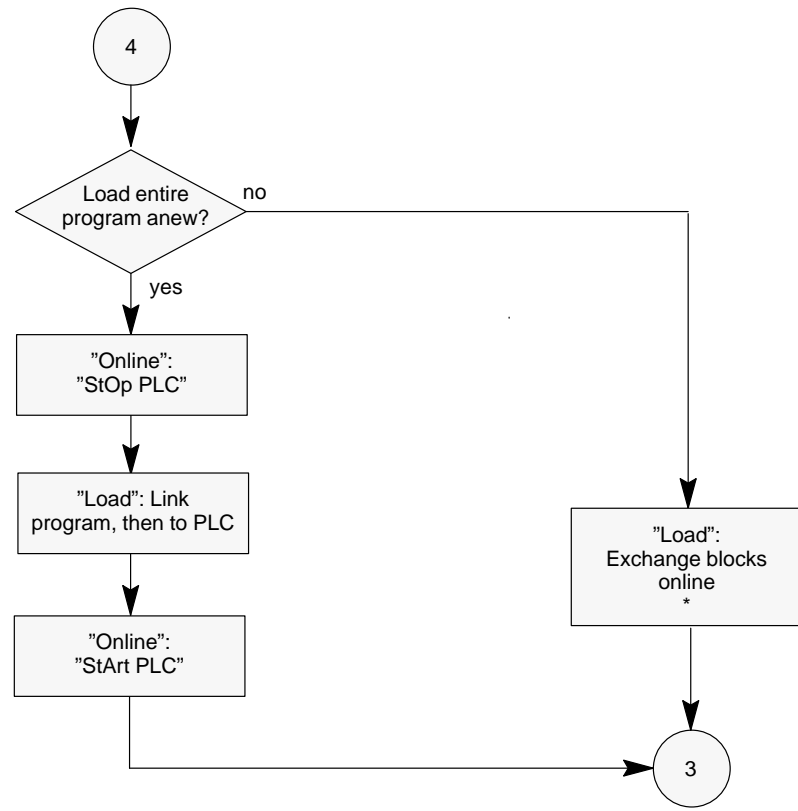 4
Load entire
program anew?
no
yes
”Online”:
”StOp PLC”
”Load”: Link
program, then to PLC
”Online”:
”StArt PLC”
”Load”:
Exchange blocks
online
*
3